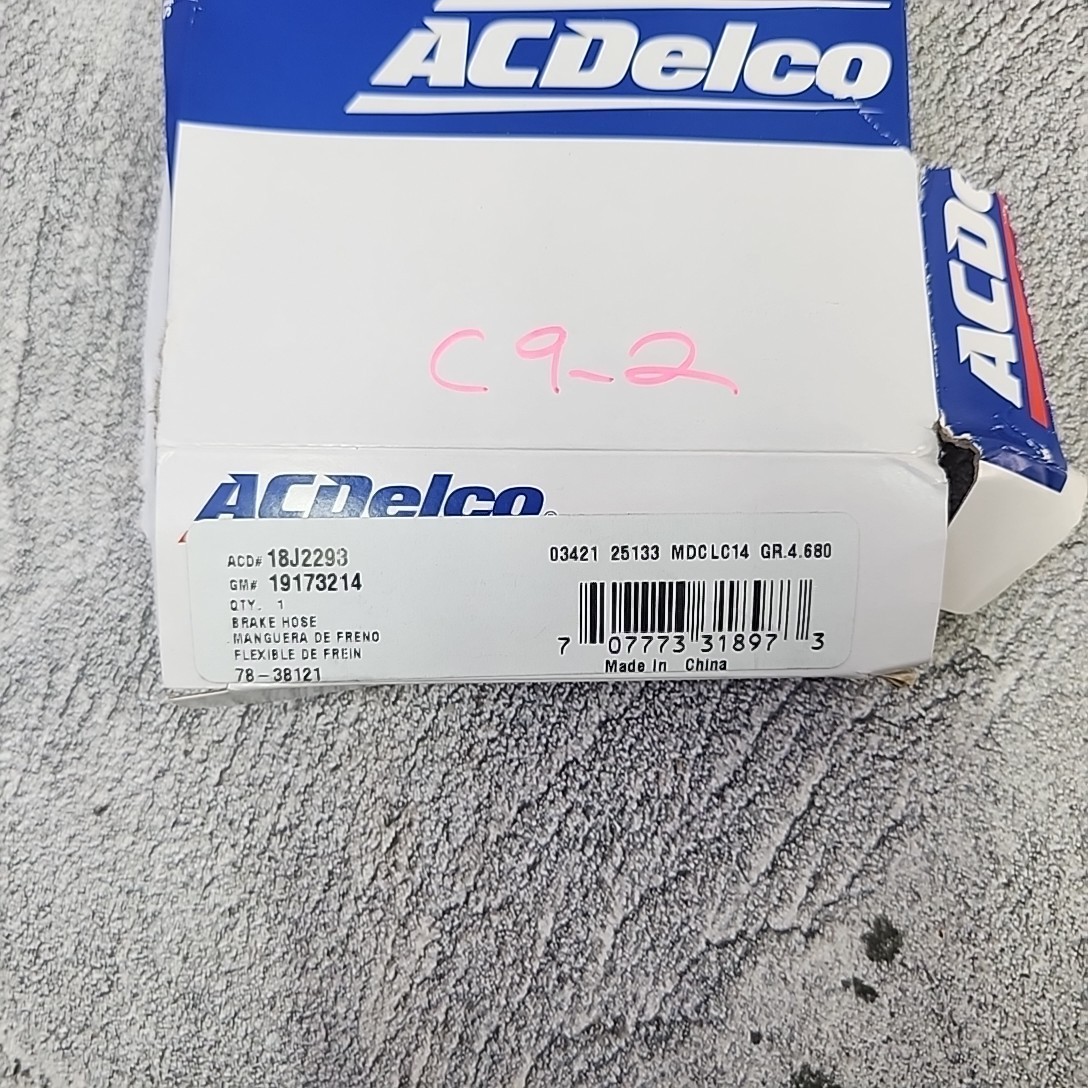 ACDelco
ACD
C9-2
ACDelco
ACD# 18J2293
GM# 19173214
QTY. 1
BRAKE HOSE
MANGUERA DE FRENO
FLEXIBLE DE FREIN
78-38121
03421 25133 MDCLC14 GR.4.680
7 07773 31897 3
Made In China